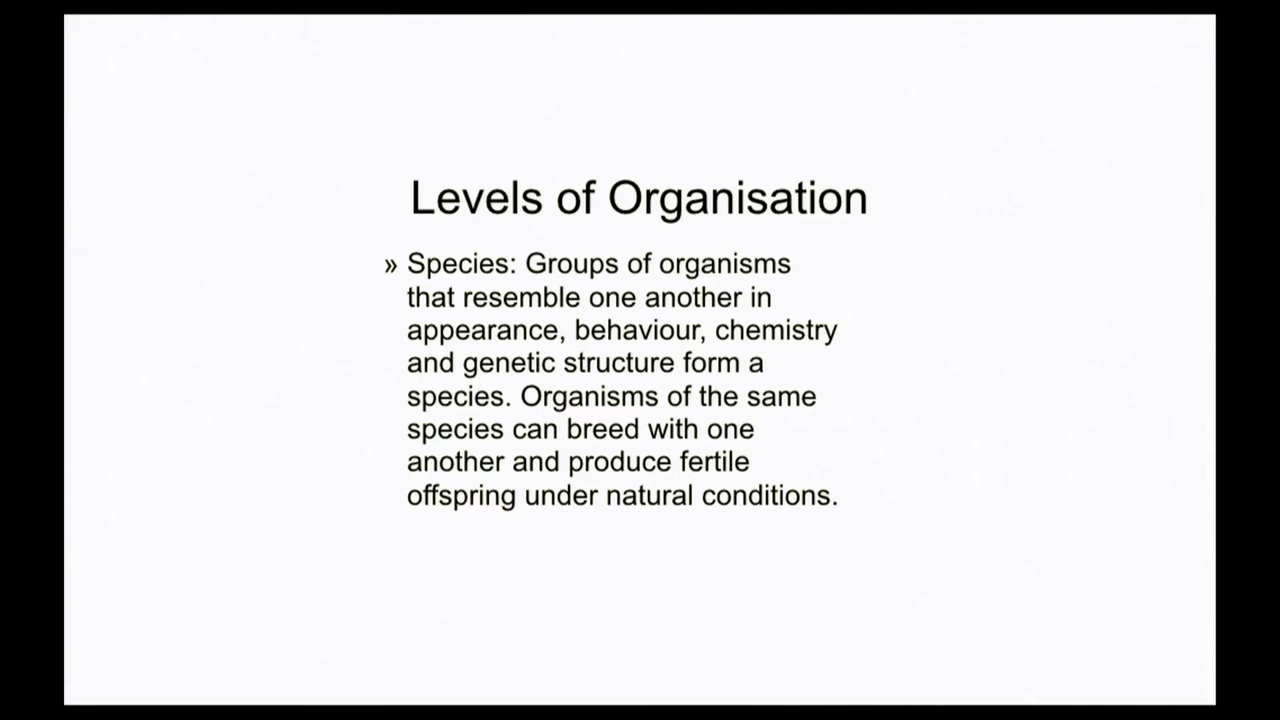 Levels of Organisation
» Species: Groups of organisms
that resemble one another in
appearance, behaviour, chemistry
and genetic structure form a
species. Organisms of the same
species can breed with one
another and produce fertile
offspring under natural conditions.